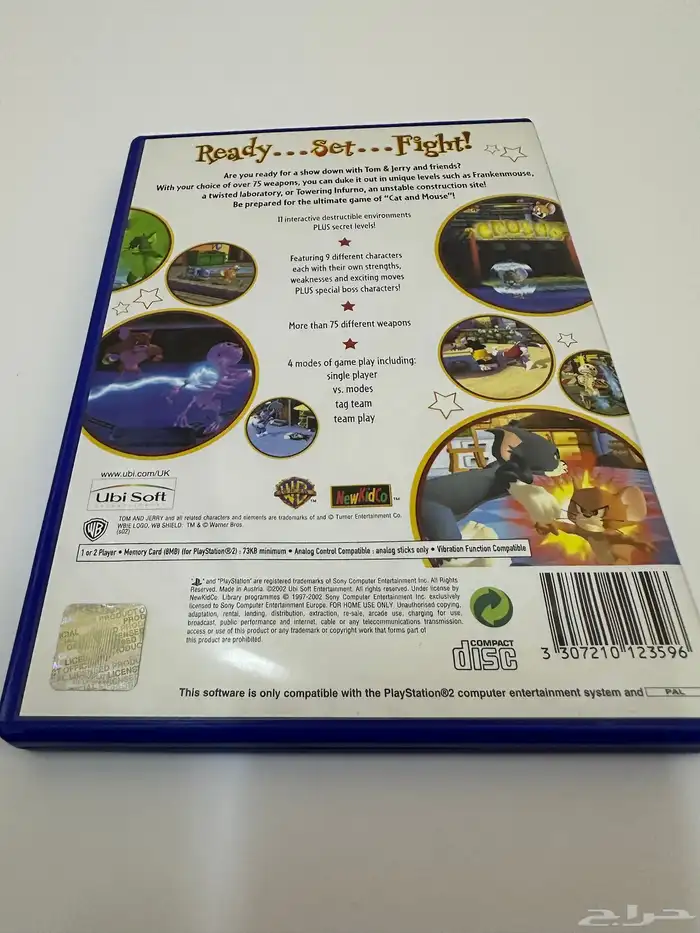 Ready...Set...Fight!
Are you ready for a show down with Tom & Jerry and friends?
With your choice of over 75 weapons, you can duke it out in unique levels such as Frankenmouse,
a twisted laboratory, or Towering Infurno, an unstable construction site!
Be prepared for the ultimate game of "Cat and Mouse"!
11 interactive destructible environments
PLUS secret levels!
Featuring 9 different characters
each with their own strengths,
weaknesses and exciting moves
PLUS special boss characters!
More than 75 different weapons
4 modes of game play including:
single player
vs. modes
tag team
team play
www.ubi.com/UK
Ubi Soft
WB
NewKidCo ™
TOM AND JERRY and all related characters and elements are trademarks of and © Turner Entertainment Co.
WBIE LOGO, WB SHIELD: ™ & © Warner Bros.
(s02)
1 or 2 Player • Memory Card (8MB) (for PlayStation®2) : 73KB minimum • Analog Control Compatible : analog sticks only • Vibration Function Compatible
and "PlayStation" are registered trademarks of Sony Computer Entertainment Inc. All Rights
Reserved. Made in Austria. ©2002 Ubi Soft Entertainment. All rights reserved. Under license by
NewKidCo. Library programmes © 1997-2002 Sony Computer Entertainment Inc. exclusively
licensed to Sony Computer Entertainment Europe. FOR HOME USE ONLY. Unauthorised copying,
adaptation, rental, lending, distribution, extraction, re-sale, arcade use, charging for use,
broadcast, public performance and internet, cable or any telecommunications transmission,
access or use of this product or any trademark or copyright work that forms part of
this product are prohibited.
COMPACT
disc
3 307210 123596
This software is only compatible with the PlayStation®2 computer entertainment system and PAL
حراج